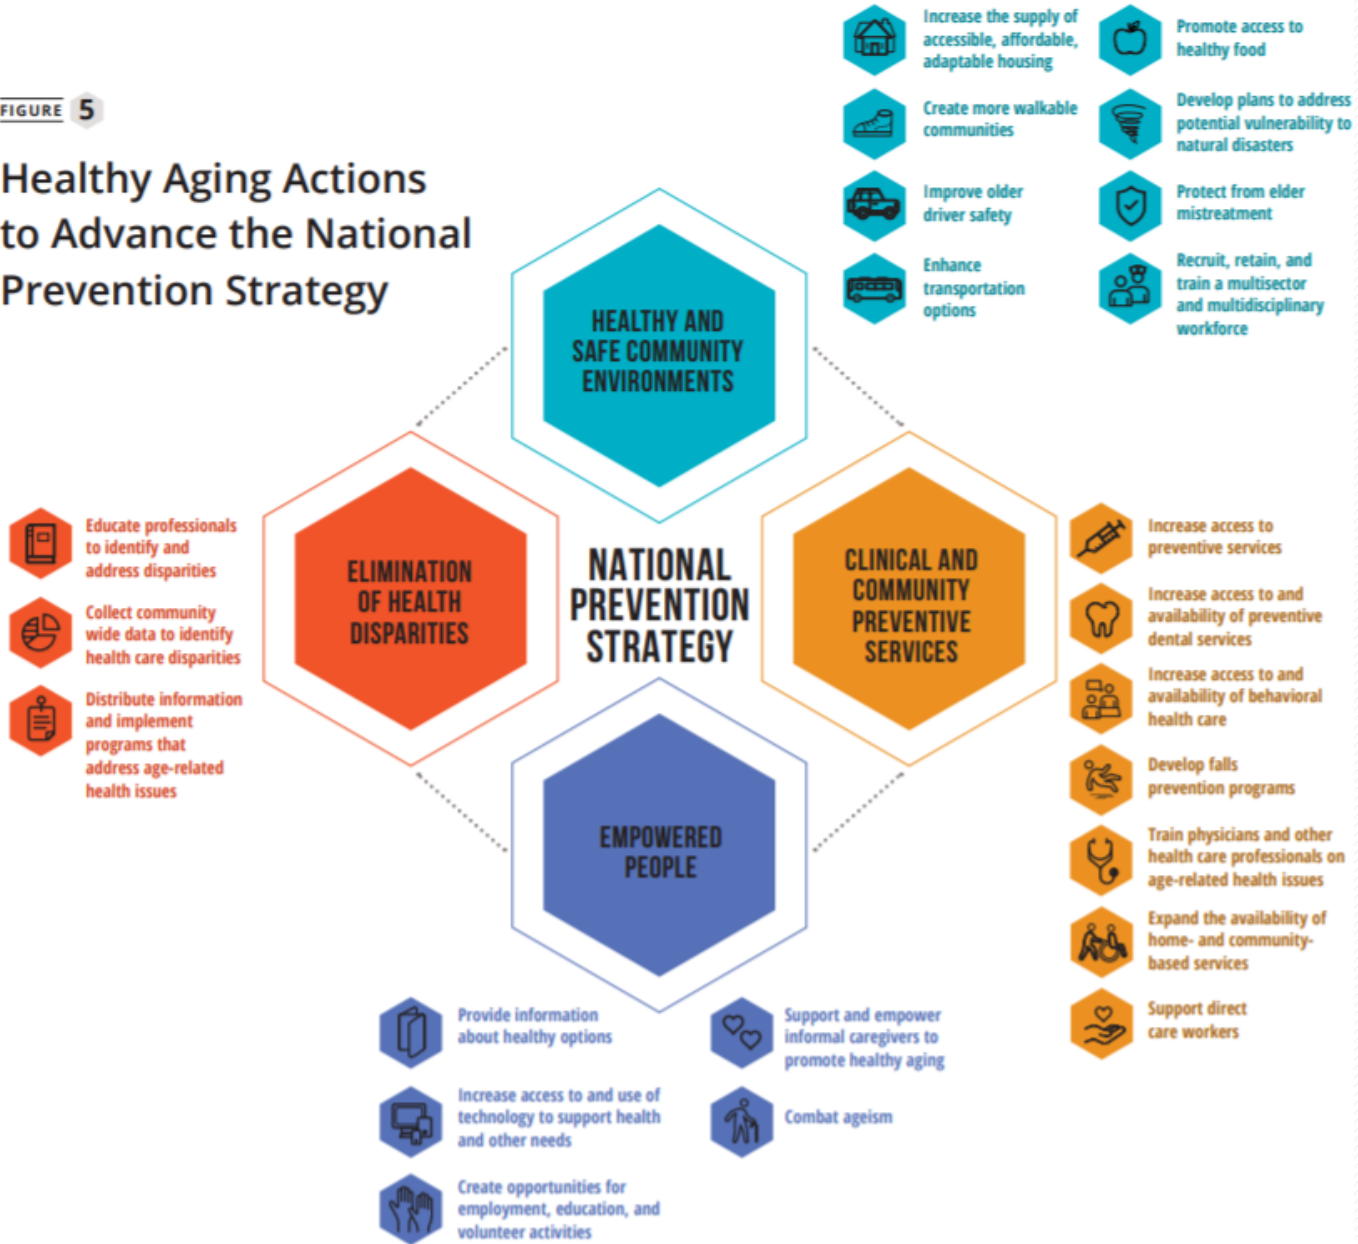 FIGURE 5
Healthy Aging Actions
to Advance the National
Prevention Strategy
Increase the supply of
accessible, affordable,
adaptable housing
Create more walkable
communities
Improve older
driver safety
Enhance
transportation
options
Promote access to
healthy food
Develop plans to address
potential vulnerability to
natural disasters
Protect from elder
mistreatment
Recruit, retain, and
train a multisector
and multidisciplinary
workforce
HEALTHY AND
SAFE COMMUNITY
ENVIRONMENTS
Educate professionals
to identify and
address disparities
Collect community
wide data to identify
health care disparities
Distribute information
and implement
programs that
address age-related
health issues
ELIMINATION
OF HEALTH
DISPARITIES
NATIONAL
PREVENTION
STRATEGY
CLINICAL AND
COMMUNITY
PREVENTIVE
SERVICES
Increase access to
preventive services
Increase access to and
availability of preventive
dental services
Increase access to and
availability of behavioral
health care
Develop falls
prevention programs
Train physicians and other
health care professionals on
age-related health issues
Expand the availability of
home- and community-
based services
Support direct
care workers
EMPOWERED
PEOPLE
Provide information
about healthy options
Increase access to and use of
technology to support health
and other needs
Create opportunities for
employment, education, and
volunteer activities
Support and empower
informal caregivers to
promote healthy aging
Combat ageism